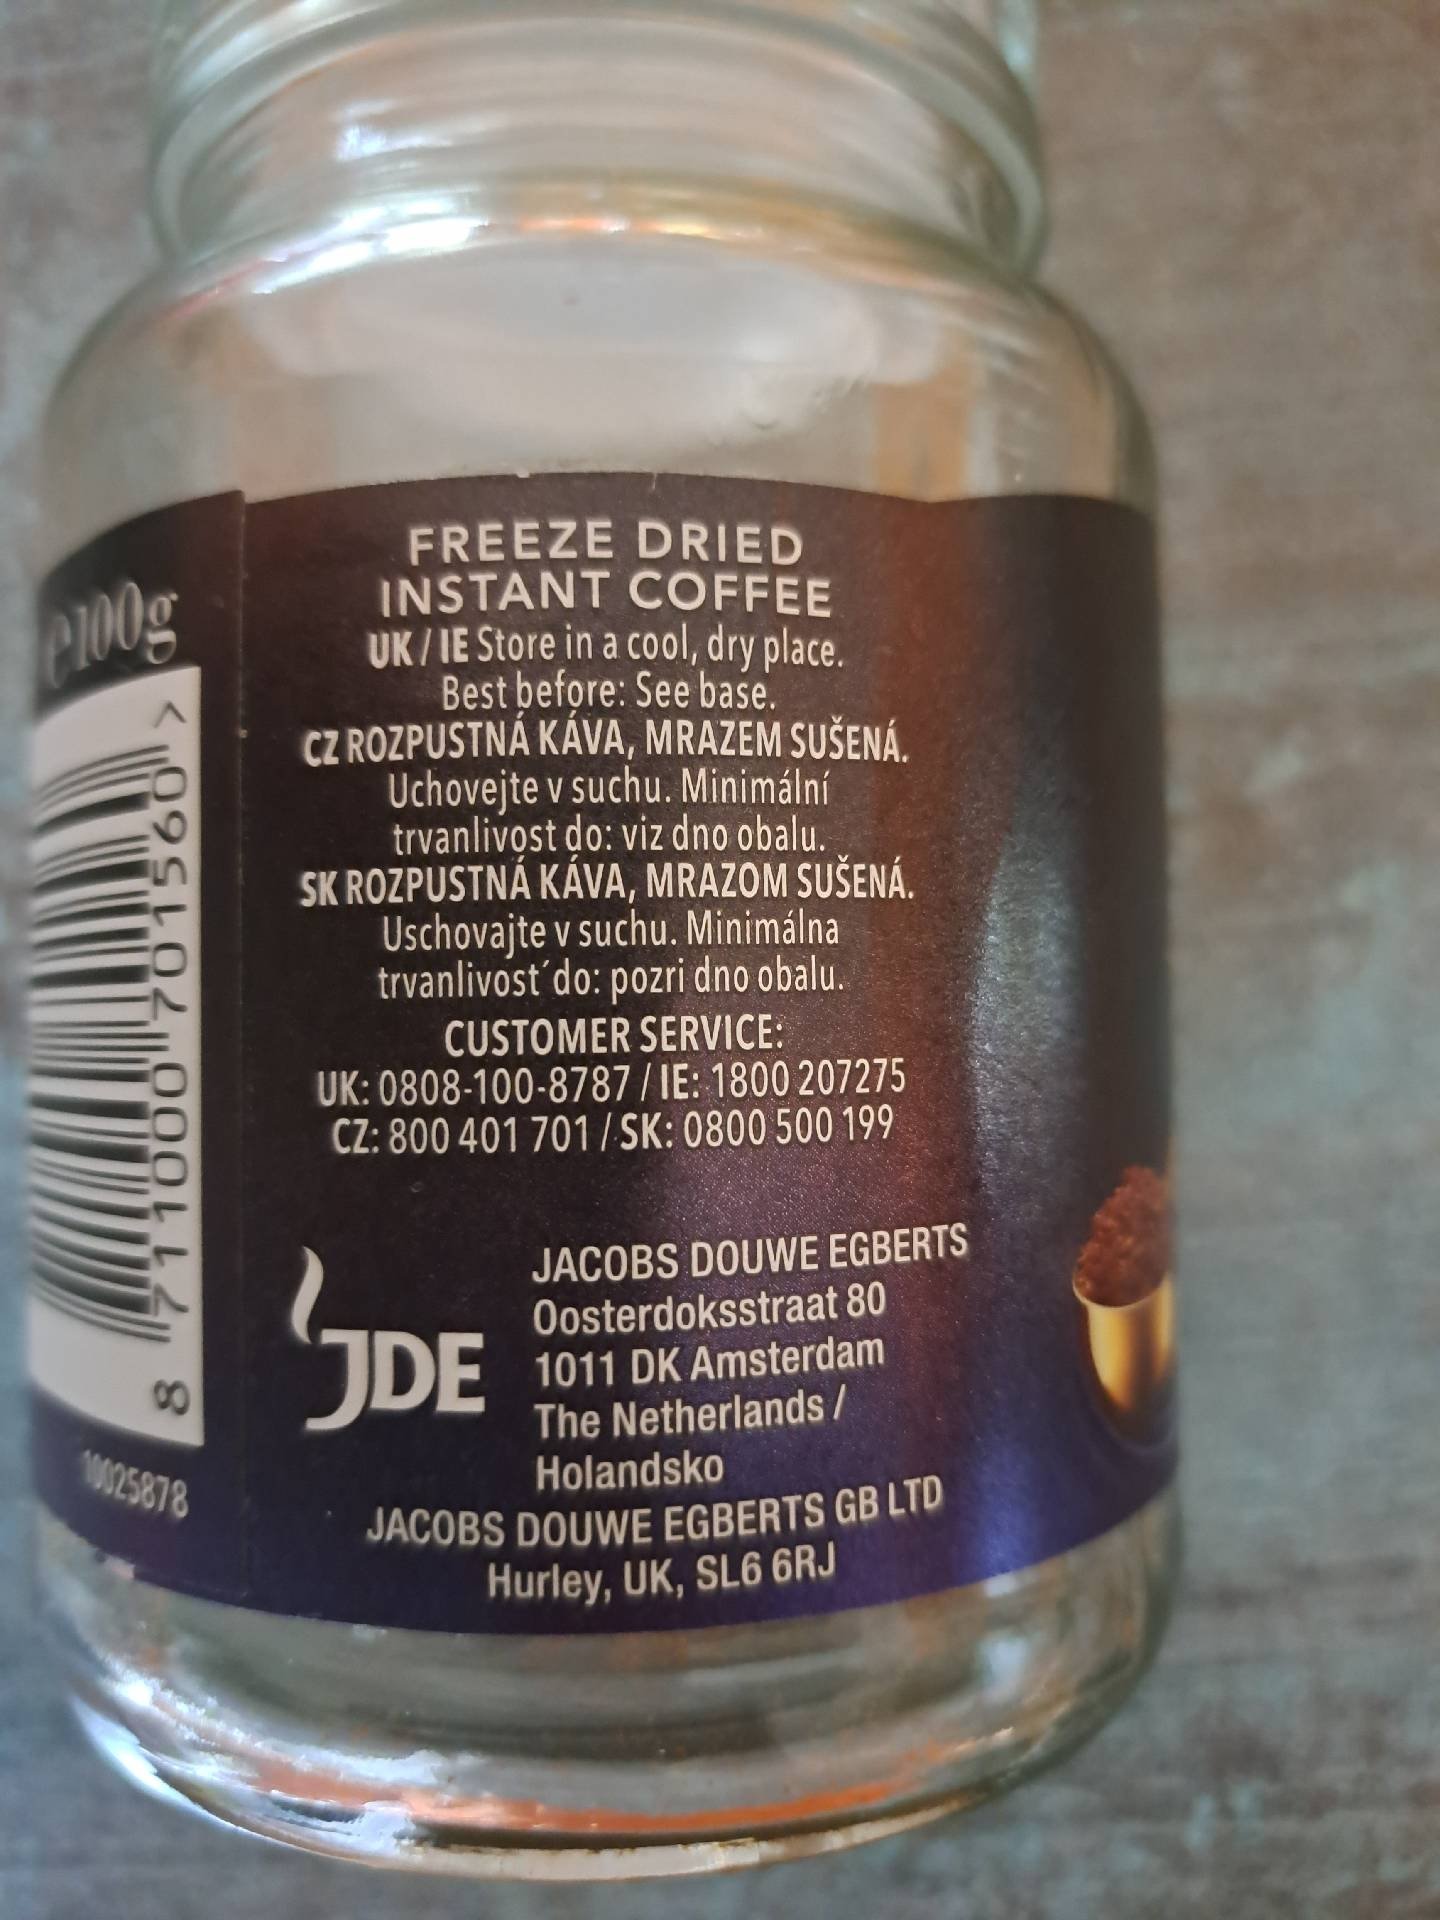 e100g
8 711000 701560 >
10025878
FREEZE DRIED
INSTANT COFFEE
UK / IE Store in a cool, dry place.
Best before: See base.
CZ ROZPUSTNÁ KÁVA, MRAZEM SUŠENÁ.
Uchovejte v suchu. Minimální
trvanlivost do: viz dno obalu.
SK ROZPUSTNÁ KÁVA, MRAZOM SUŠENÁ.
Uschovajte v suchu. Minimálna
trvanlivost´do: pozri dno obalu.
CUSTOMER SERVICE:
UK: 0808-100-8787 / IE: 1800 207275
CZ: 800 401 701 / SK: 0800 500 199
JDE
JACOBS DOUWE EGBERTS
Oosterdoksstraat 80
1011 DK Amsterdam
The Netherlands /
Holandsko
JACOBS DOUWE EGBERTS GB LTD
Hurley, UK, SL6 6RJ